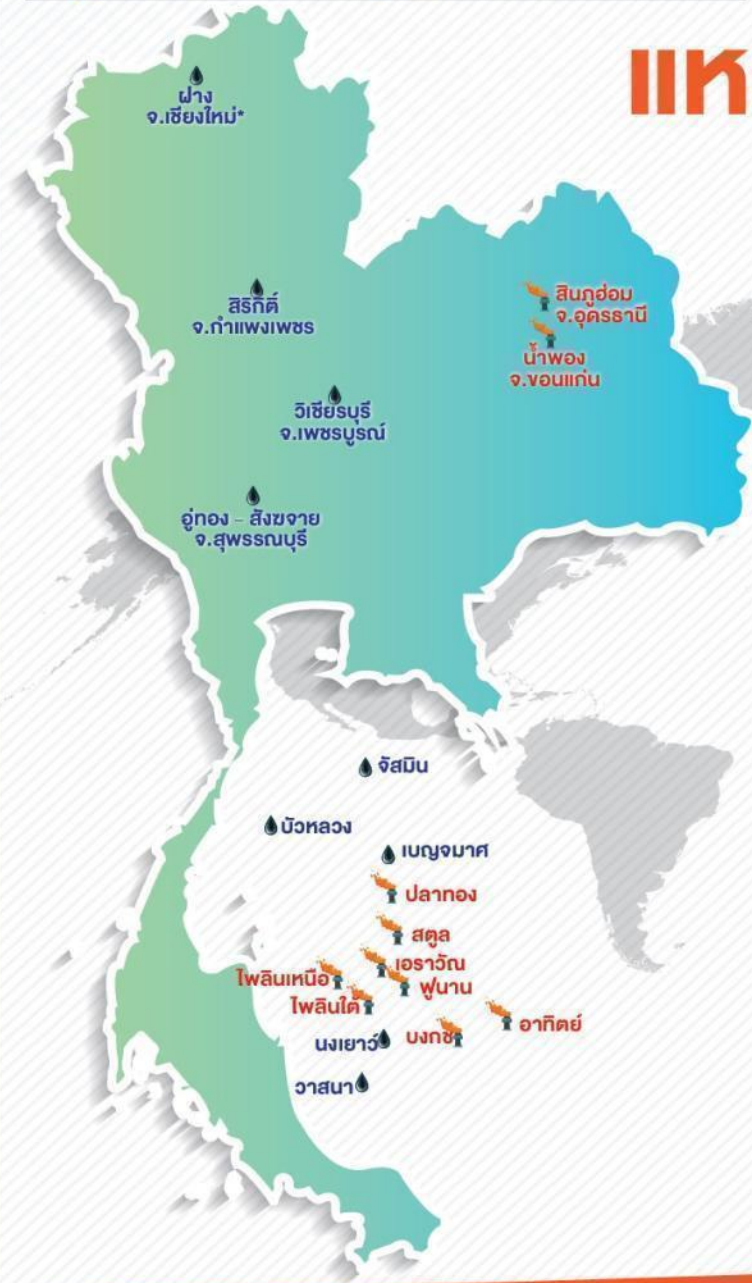 แห
ฝาง
จ.เชียงใหม่*
สิริกิติ์
จ.กำแพงเพชร
สินภูฮ่อม
จ.อุดรธานี
น้ำพอง
จ.ขอนแก่น
วิเชียรบุรี
จ.เพชรบูรณ์
อู่ทอง – สังฆจาย
จ.สุพรรณบุรี
จัสมิน
บัวหลวง
เบญจมาศ
ปลาทอง
สตูล
เอราวัณ
ไพลินเหนือ
ฟูนาน
ไพลินใต้
อาทิตย์
นงเยาว์
บงกช
วาสนา